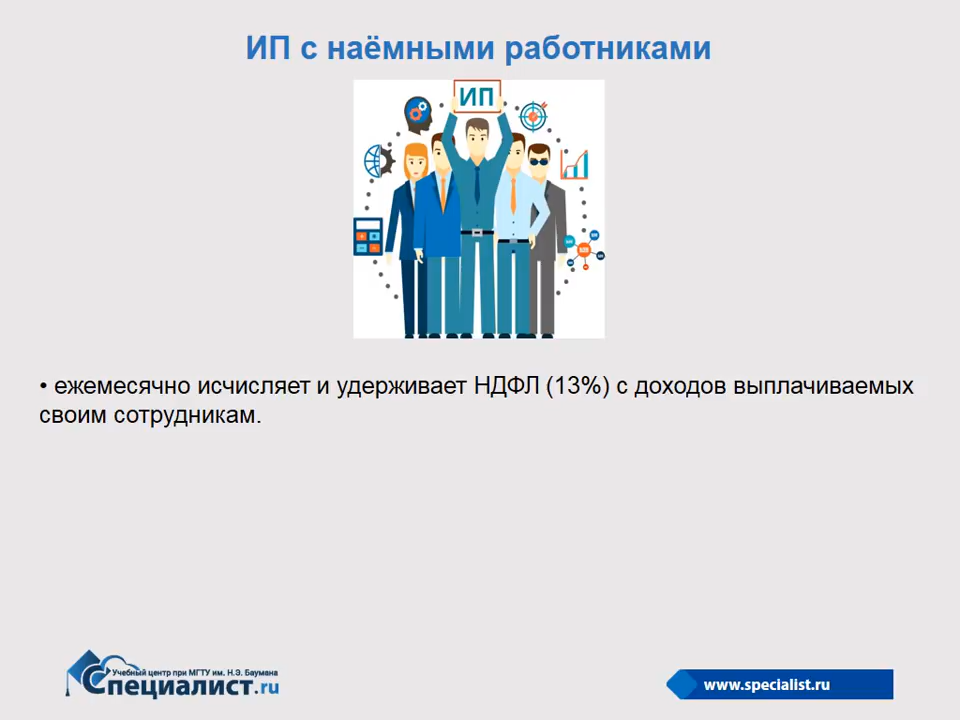 ИП с наёмными работниками
ИП
• ежемесячно исчисляет и удерживает НДФЛ (13%) с доходов выплачиваемых
своим сотрудникам.
Учебный центр при МГТУ им. Н.Э. Баумана
Специалист.ru
www.specialist.ru